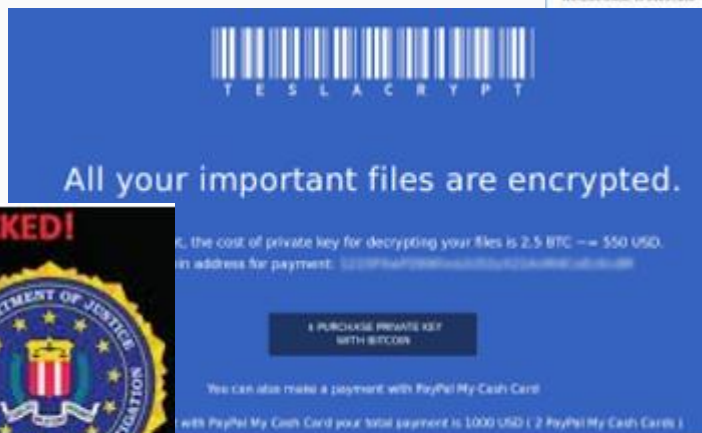 TESLACRYPT
All your important files are encrypted.
KED!
, the cost of private key for decrypting your files is 2.5 BTC ~= 550 USD.
in address for payment:
PURCHASE PRIVATE KEY
WITH BITCOIN
TMENT OF JUSTICE
You can also make a payment with PayPal My Cash Card
with PayPal My Cash Card your total payment is 1000 USD ( 2 PayPal My Cash Cards )